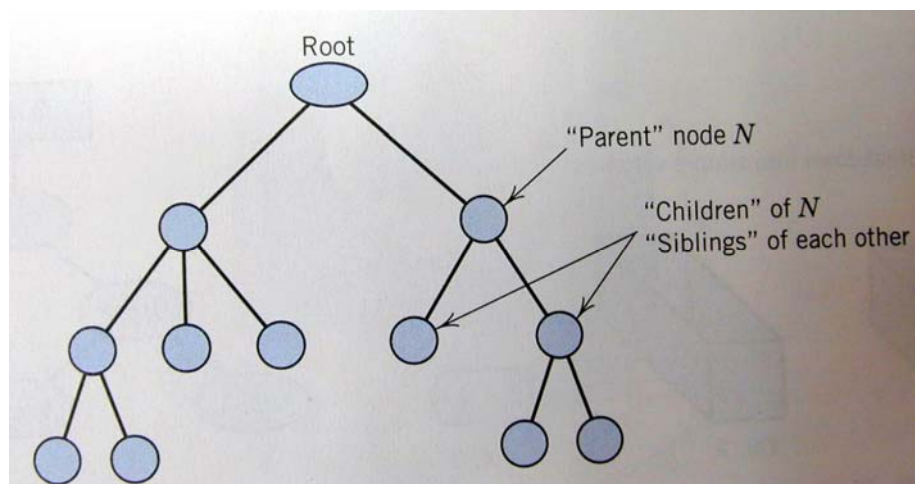 Root
“Parent” node N
“Children” of N
“Siblings” of each other